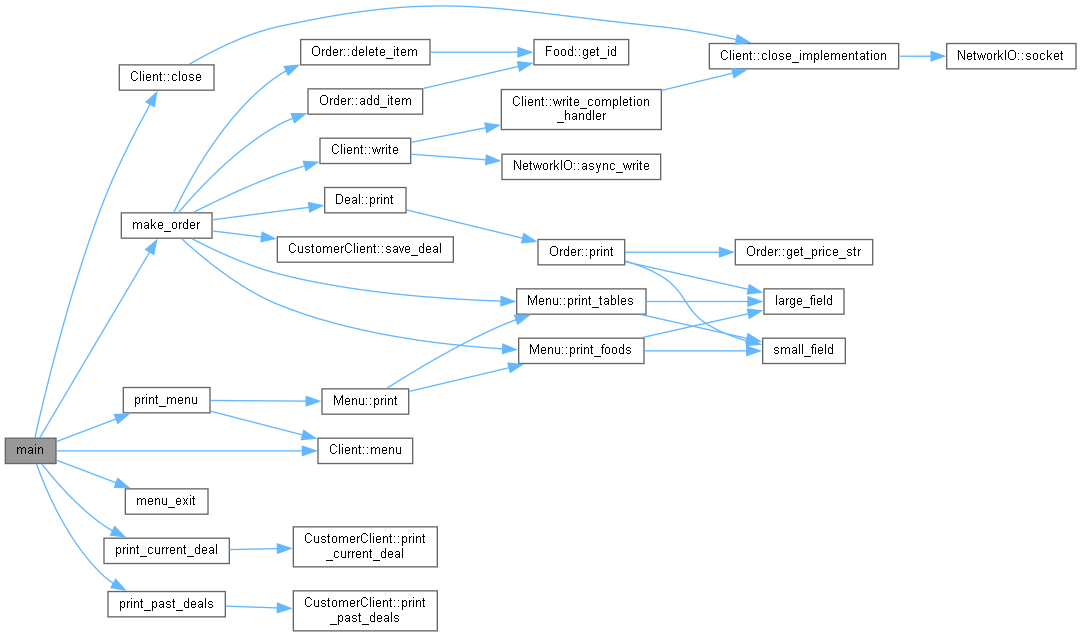 main
Client::close
make_order
print_menu
menu_exit
print_current_deal
print_past_deals
Order::delete_item
Order::add_item
Client::write
Deal::print
CustomerClient::save_deal
Menu::print
Client::menu
CustomerClient::print
_current_deal
CustomerClient::print
_past_deals
Food::get_id
Client::write_completion
_handler
NetworkIO::async_write
Order::print
Menu::print_tables
Menu::print_foods
Client::close_implementation
Order::get_price_str
large_field
small_field
NetworkIO::socket